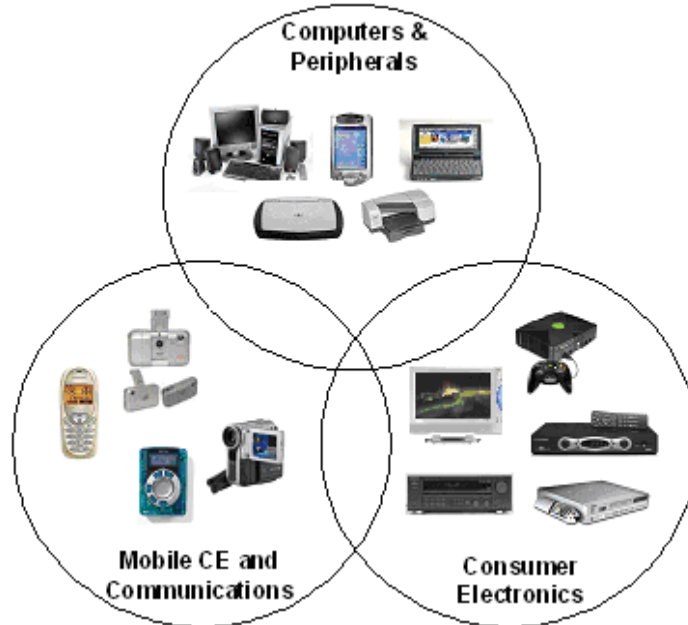 Computers &
Peripherals
Mobile CE and
Communications
Consumer
Electronics